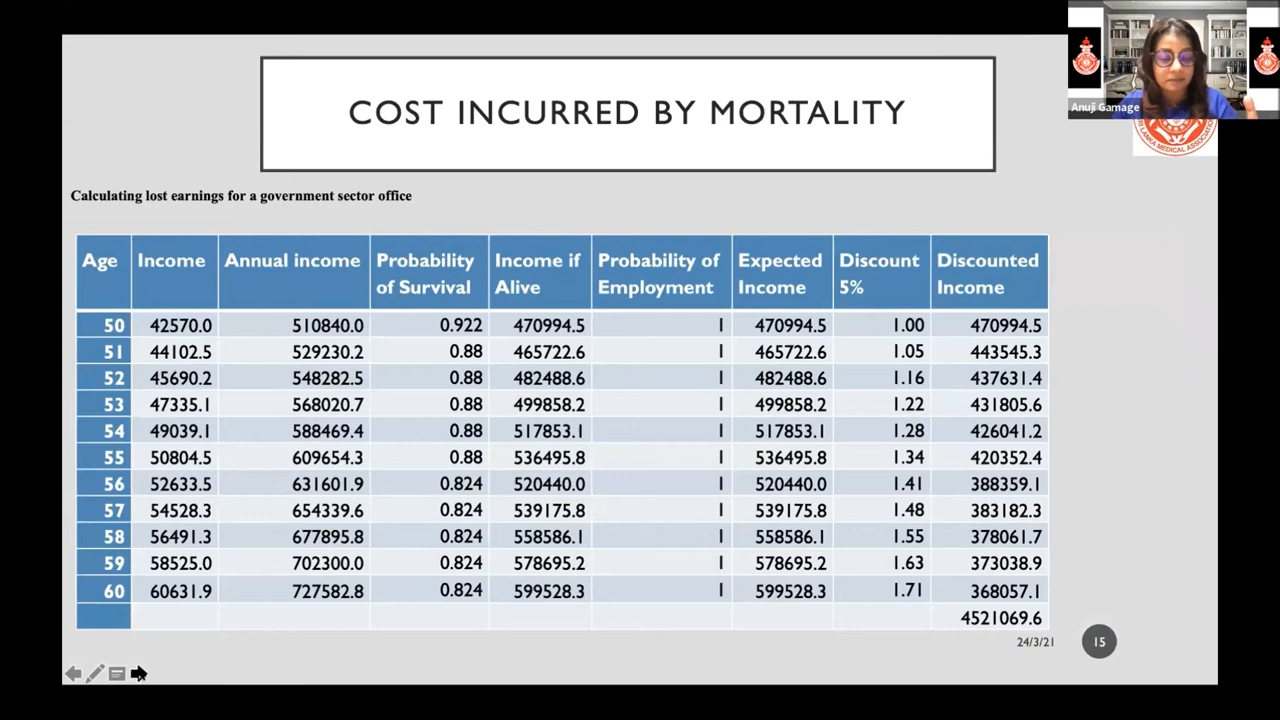 Anuji Gamage
RI LANKA MEDICAL ASSOCIATION
COST INCURRED BY MORTALITY
Calculating lost earnings for a government sector office
Age Income Annual income Probability of Survival Income if Alive Probability of Employment Expected Income Discount 5% Discounted Income
50 42570.0 510840.0 0.922 470994.5 1 470994.5 1.00 470994.5
51 44102.5 529230.2 0.88 465722.6 1 465722.6 1.05 443545.3
52 45690.2 548282.5 0.88 482488.6 1 482488.6 1.16 437631.4
53 47335.1 568020.7 0.88 499858.2 1 499858.2 1.22 431805.6
54 49039.1 588469.4 0.88 517853.1 1 517853.1 1.28 426041.2
55 50804.5 609654.3 0.88 536495.8 1 536495.8 1.34 420352.4
56 52633.5 631601.9 0.824 520440.0 1 520440.0 1.41 388359.1
57 54528.3 654339.6 0.824 539175.8 1 539175.8 1.48 383182.3
58 56491.3 677895.8 0.824 558586.1 1 558586.1 1.55 378061.7
59 58525.0 702300.0 0.824 578695.2 1 578695.2 1.63 373038.9
60 60631.9 727582.8 0.824 599528.3 1 599528.3 1.71 368057.1
4521069.6
24/3/21
15